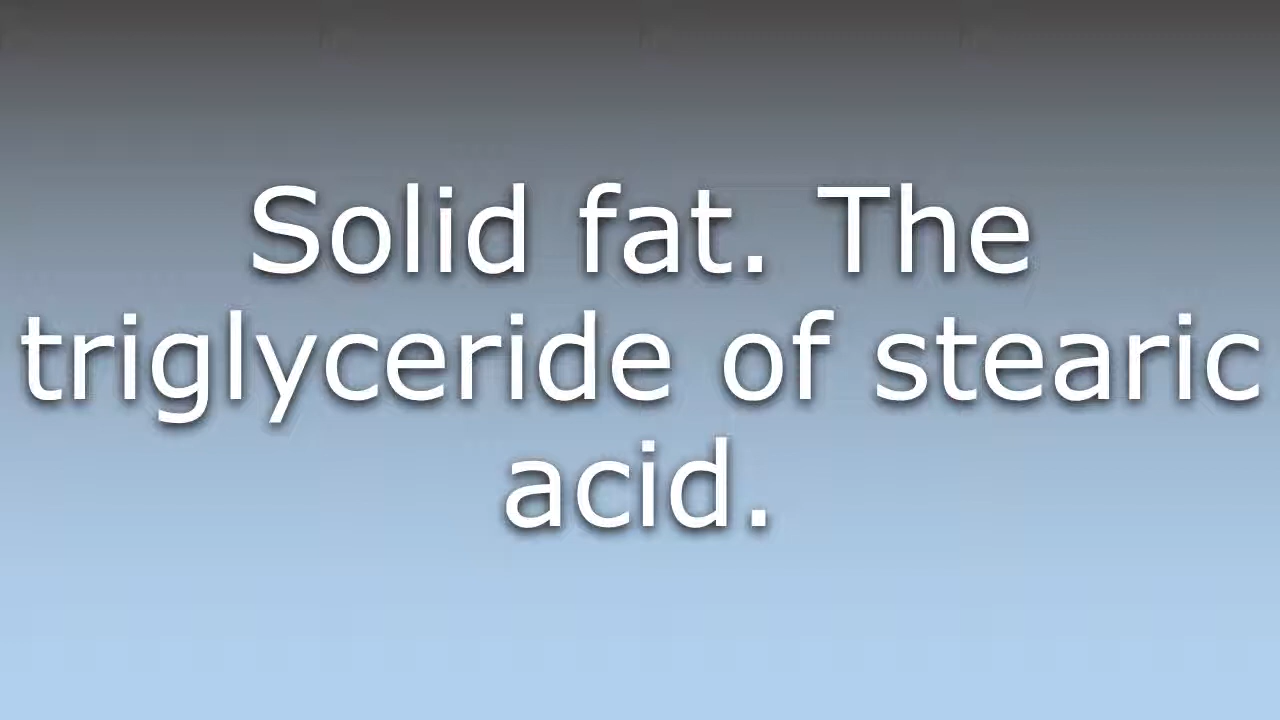 Solid fat. The
triglyceride of stearic
acid.